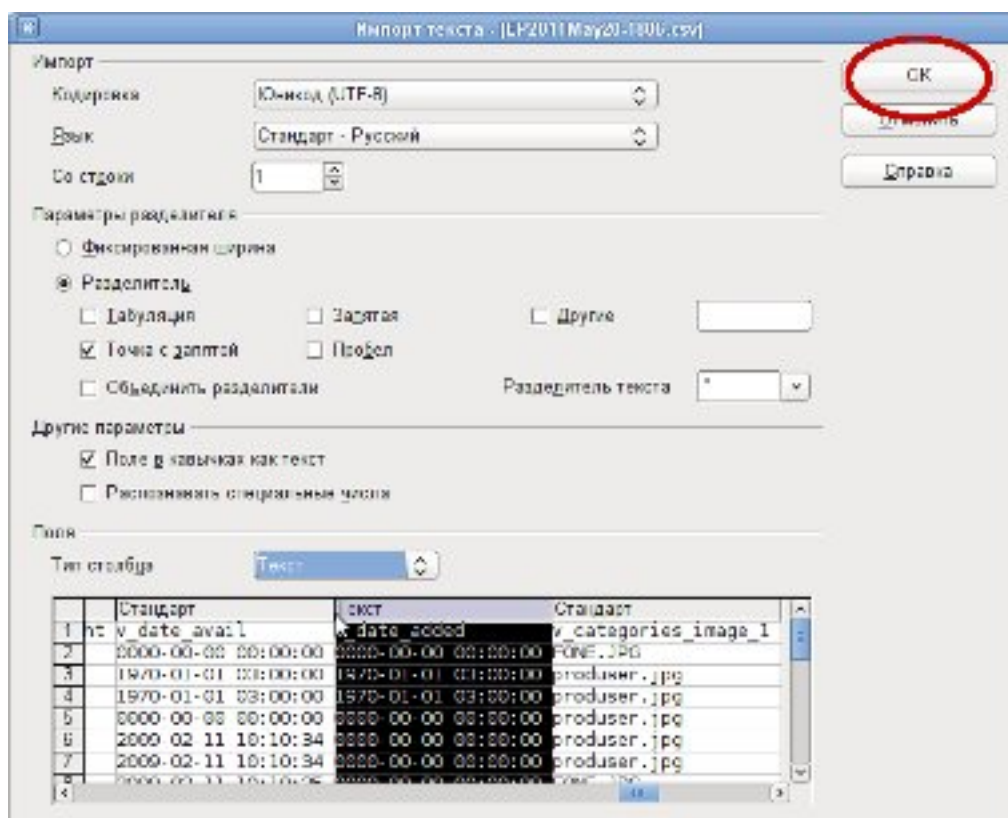 Импорт текста - [EP2011May20-1806.csv]
Импорт
Кодировка Юникод (UTF-8)
Язык Стандарт - Русский
Со строки 1
OK
Отменить
Справка
Параметры разделителя
Фиксированная ширина
Разделитель
Табуляция Запятая Другие
Точка с запятой Пробел
Объединить разделители Разделитель текста "
Другие параметры
Поле в кавычках как текст
Распознавать специальные числа
Поля
Тип столбца Текст
Стандарт Текст Стандарт
1 ht v_date_avail v_date_added v_categories_image_1
2 0000-00-00 00:00:00 0000-00-00 00:00:00 FONE.JPG
3 1970-01-01 03:00:00 1970-01-01 03:00:00 produser.jpg
4 1970-01-01 03:00:00 1970-01-01 03:00:00 produser.jpg
5 0000-00-00 00:00:00 0000-00-00 00:00:00 produser.jpg
6 2009-02-11 10:10:34 0000-00-00 00:00:00 produser.jpg
7 2009-02-11 10:10:34 0000-00-00 00:00:00 produser.jpg
8